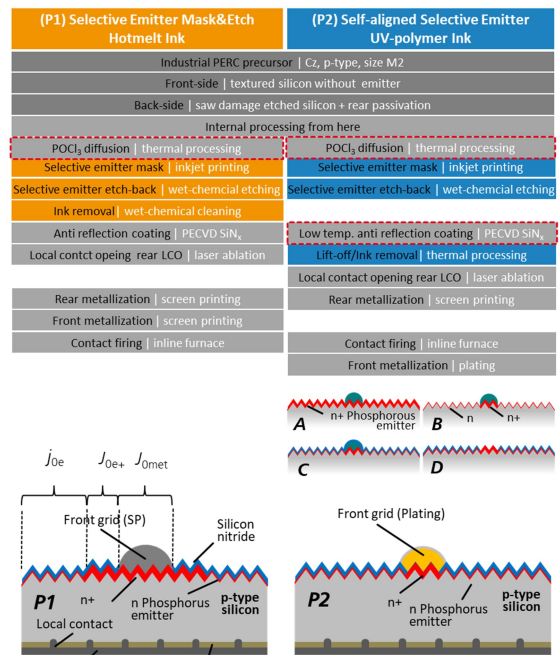 (P1) Selective Emitter Mask&Etch
Hotmelt Ink
(P2) Self-aligned Selective Emitter
UV-polymer Ink
Industrial PERC precursor | Cz, p-type, size M2
Front-side | textured silicon without emitter
Back-side | saw damage etched silicon + rear passivation
Internal processing from here
POCl3 diffusion | thermal processing
POCl3 diffusion | thermal processing
Selective emitter mask | inkjet printing
Selective emitter mask | inkjet printing
Selective emitter etch-back | wet-chemcial etching
Selective emitter etch-back | wet-chemcial etching
Ink removal | wet-chemical cleaning
Anti reflection coating | PECVD SiNx
Low temp. anti reflection coating | PECVD SiNx
Local contct opeing rear LCO | laser ablation
Lift-off/Ink removal | thermal processing
Local contact opening rear LCO | laser ablation
Rear metallization | screen printing
Rear metallization | screen printing
Front metallization | screen printing
Contact firing | inline furnace
Contact firing | inline furnace
Front metallization | plating
A
n+ Phosphorous
emitter
B
n
n+
C
D
j0e
J0e+
J0met
Front grid (SP)
Silicon
nitride
P1
n+
n Phosphorus
emitter
p-type
silicon
Local contact
Front grid (Plating)
P2
n+
n Phosphorus
emitter
p-type
silicon